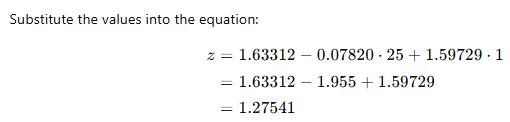 Substitute the values into the equation:
z = 1.63312 − 0.07820 · 25 + 1.59729 · 1
= 1.63312 − 1.955 + 1.59729
= 1.27541